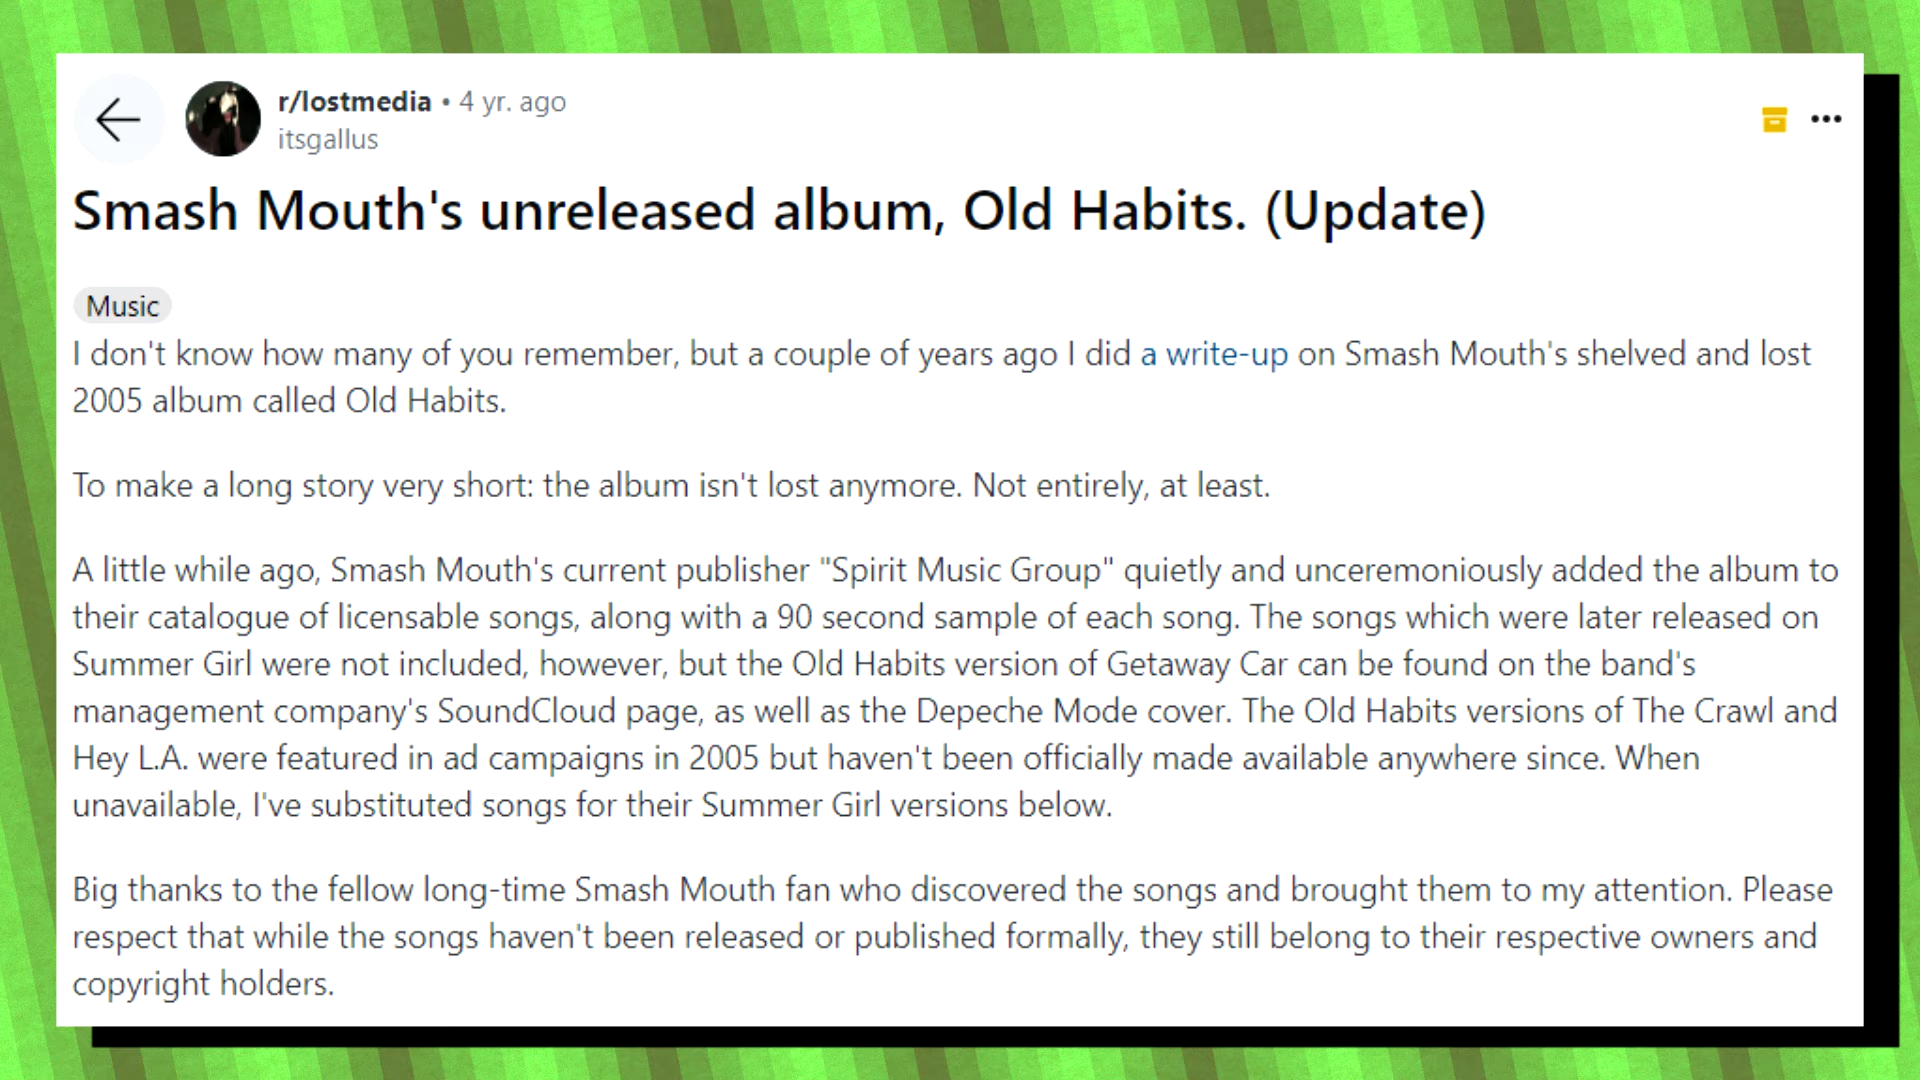 r/lostmedia • 4 yr. ago
itsgallus
Smash Mouth's unreleased album, Old Habits. (Update)
Music
I don't know how many of you remember, but a couple of years ago I did a write-up on Smash Mouth's shelved and lost
2005 album called Old Habits.
To make a long story very short: the album isn't lost anymore. Not entirely, at least.
A little while ago, Smash Mouth's current publisher "Spirit Music Group" quietly and unceremoniously added the album to
their catalogue of licensable songs, along with a 90 second sample of each song. The songs which were later released on
Summer Girl were not included, however, but the Old Habits version of Getaway Car can be found on the band's
management company's SoundCloud page, as well as the Depeche Mode cover. The Old Habits versions of The Crawl and
Hey L.A. were featured in ad campaigns in 2005 but haven't been officially made available anywhere since. When
unavailable, I've substituted songs for their Summer Girl versions below.
Big thanks to the fellow long-time Smash Mouth fan who discovered the songs and brought them to my attention. Please
respect that while the songs haven't been released or published formally, they still belong to their respective owners and
copyright holders.